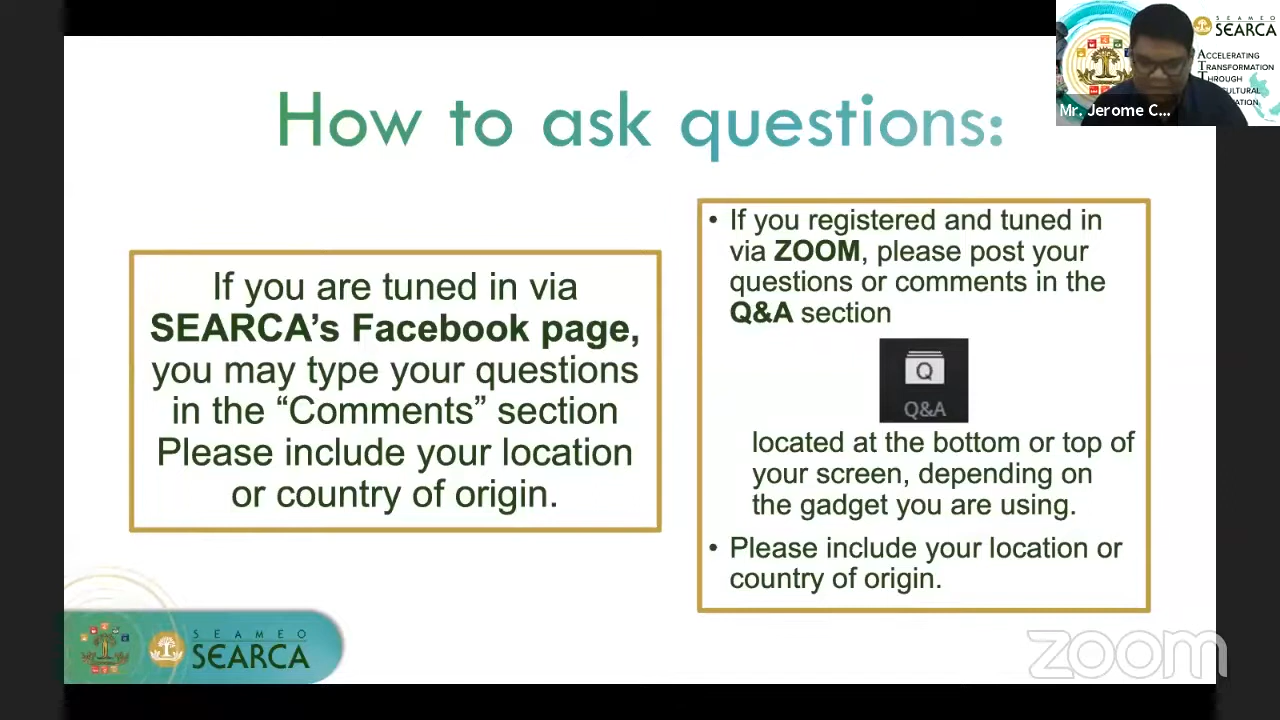 How to ask questions:
If you are tuned in via
SEARCA’s Facebook page,
you may type your questions
in the “Comments” section
Please include your location
or country of origin.
• If you registered and tuned in
via ZOOM, please post your
questions or comments in the
Q&A section
Q
Q&A
located at the bottom or top of
your screen, depending on
the gadget you are using.
• Please include your location or
country of origin.
SEAMEO
SEARCA
ACCELERATING
TRANSFORMATION
THROUGH
Mr. Jerome C...
SEAMEO
SEARCA
zoom